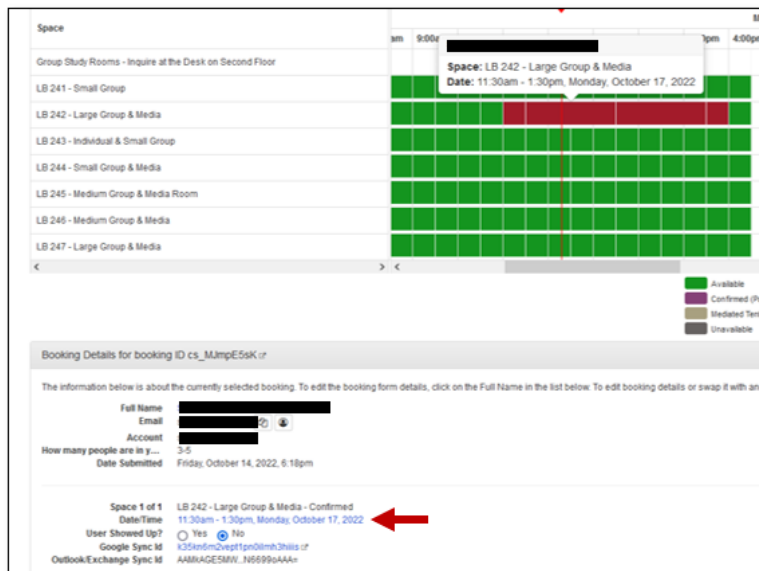 Space
am 9:00a
pm 4:00p
Group Study Rooms - Inquire at the Desk on Second Floor
Space: LB 242 - Large Group & Media
Date: 11:30am - 1:30pm, Monday, October 17, 2022
LB 241 - Small Group
LB 242 - Large Group & Media
LB 243 - Individual & Small Group
LB 244 - Small Group & Media
LB 245 - Medium Group & Media Room
LB 246 - Medium Group & Media
LB 247 - Large Group & Media
Available
Confirmed (P
Mediated Ten
Unavailable
Booking Details for booking ID cs_MJmpE5sK
The information below is about the currently selected booking. To edit the booking form details, click on the Full Name in the list below. To edit booking details or swap it with an
Full Name
Email
Account
How many people are in y... 3-5
Date Submitted Friday, October 14, 2022, 6:18pm
Space 1 of 1 LB 242 - Large Group & Media - Confirmed
Date/Time 11:30am - 1:30pm, Monday, October 17, 2022
User Showed Up? Yes No
Google Sync Id
Outlook/Exchange Sync Id